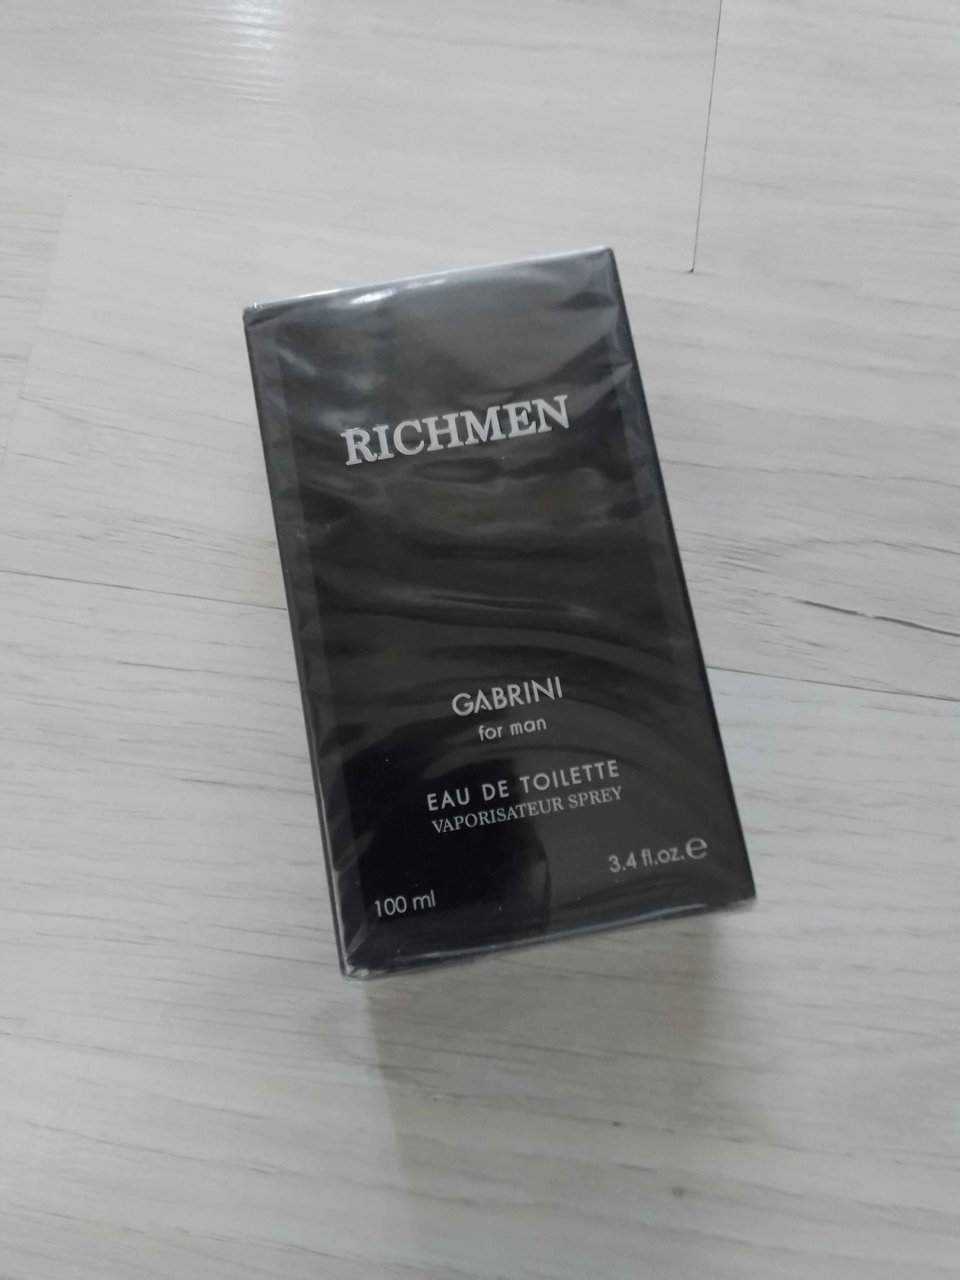 RICHMEN
GABRINI
for man
EAU DE TOILETTE
VAPORISATEUR SPREY
100 ml
3.4 fl.oz.℮